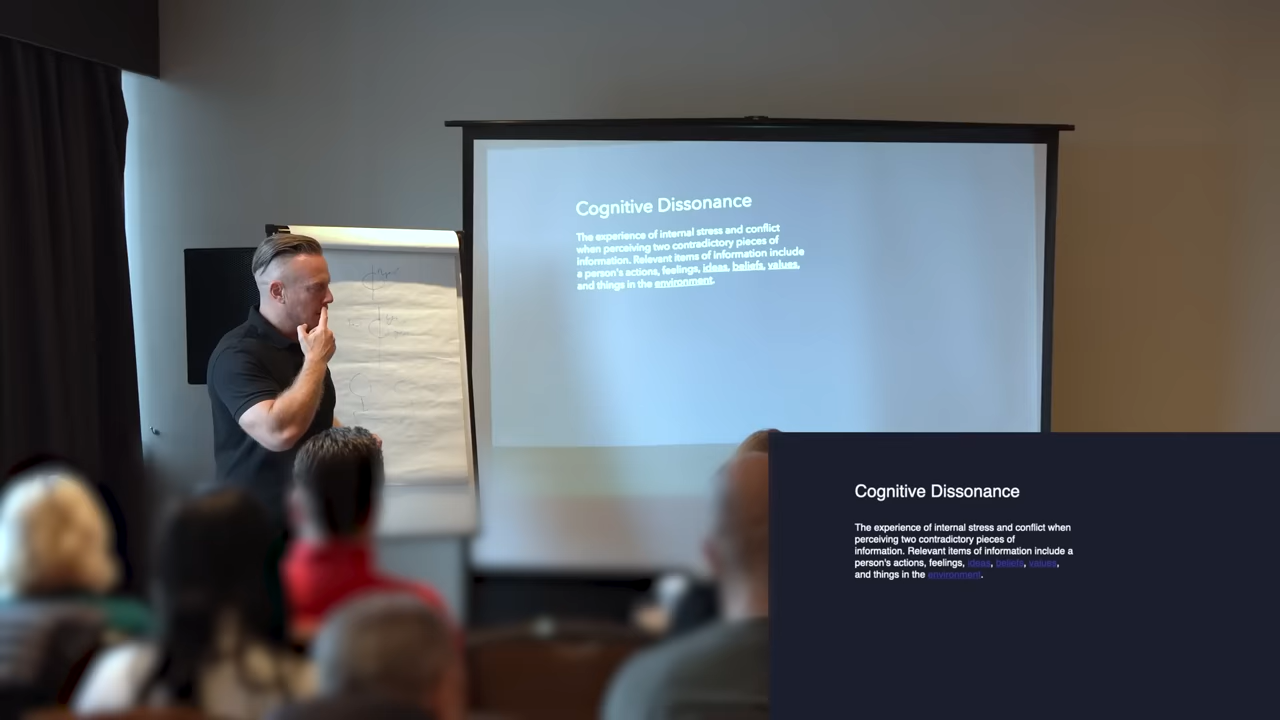 Cognitive Dissonance
The experience of internal stress and conflict
when perceiving two contradictory pieces of
information. Relevant items of information include
a person's actions, feelings, ideas, beliefs, values,
and things in the environment.
Cognitive Dissonance
The experience of internal stress and conflict when
perceiving two contradictory pieces of
information. Relevant items of information include a
person's actions, feelings, ideas, beliefs, values,
and things in the environment.